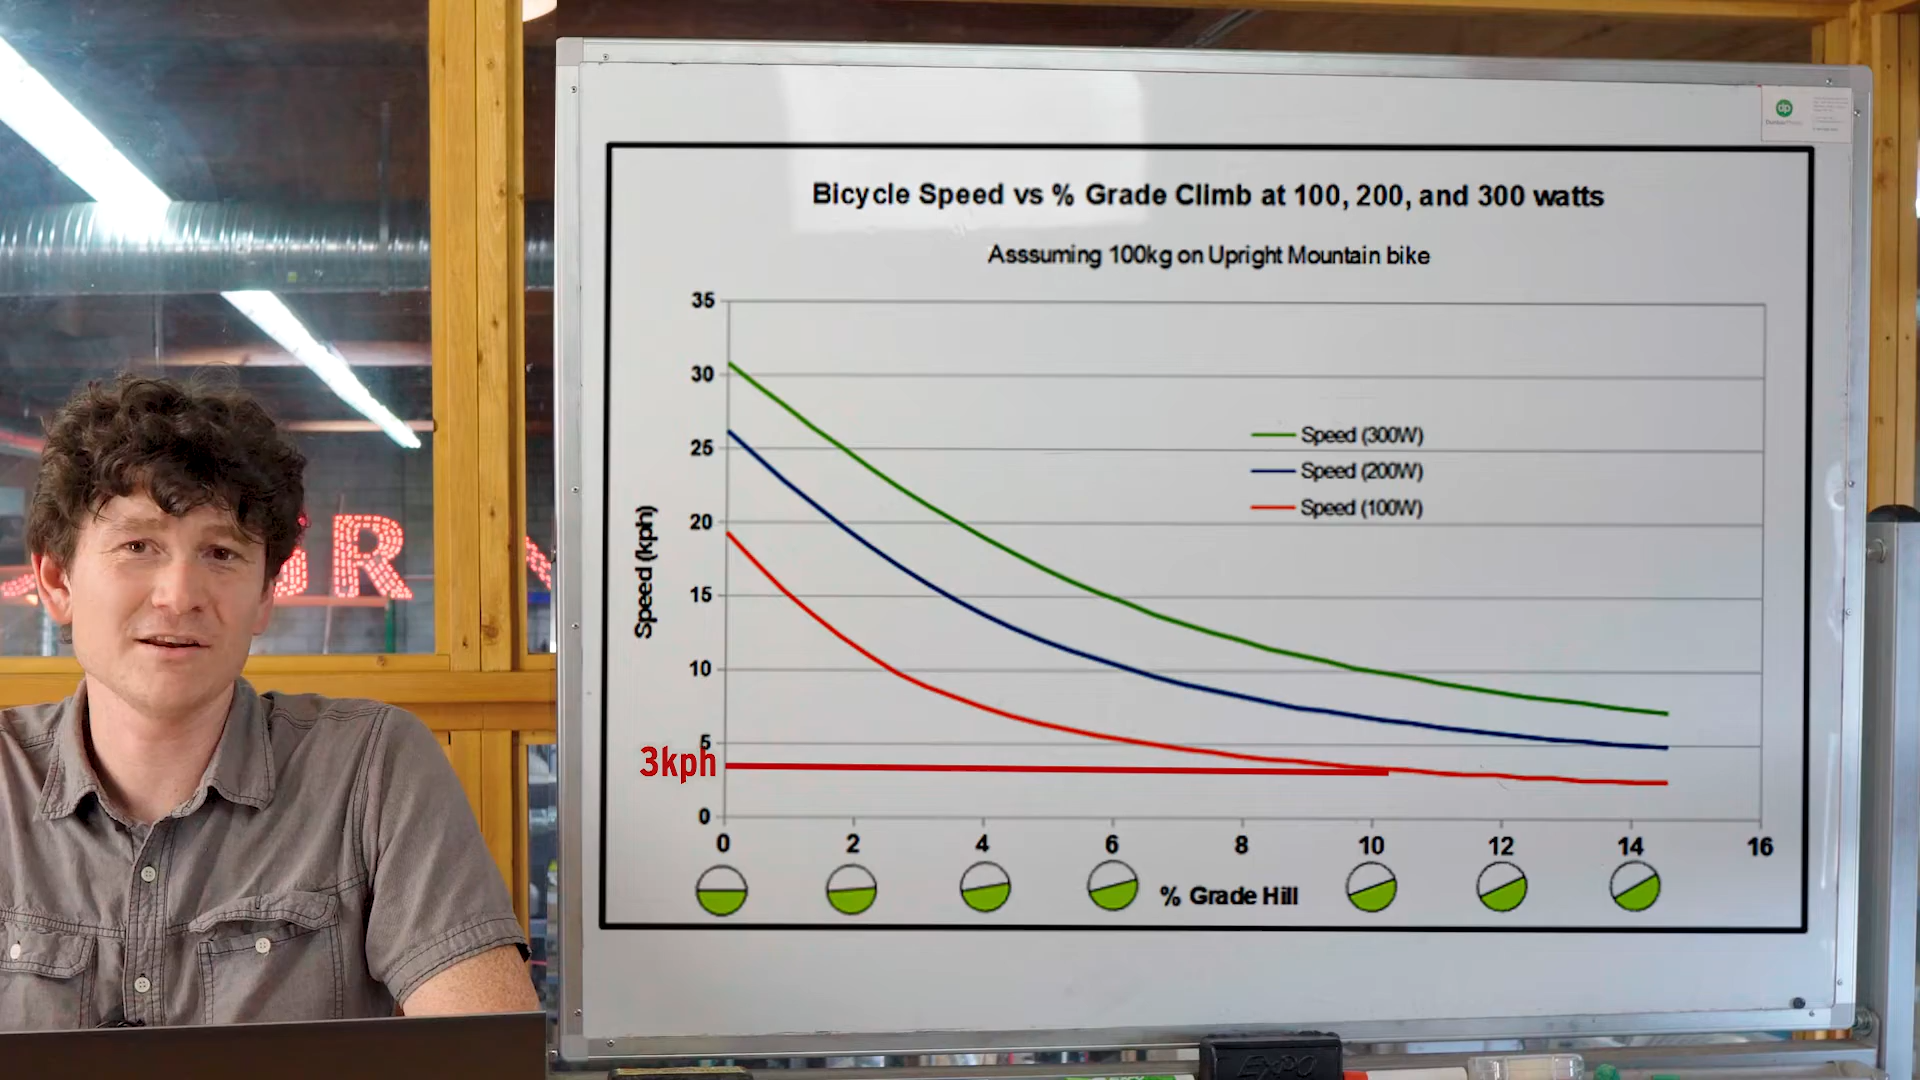 dp
Bicycle Speed vs % Grade Climb at 100, 200, and 300 watts
Asssuming 100kg on Upright Mountain bike
35
30
25
20
15
10
5
0
Speed (kph)
Speed (300W)
Speed (200W)
Speed (100W)
3kph
0 2 4 6 8 10 12 14 16
% Grade Hill
R
EXPO